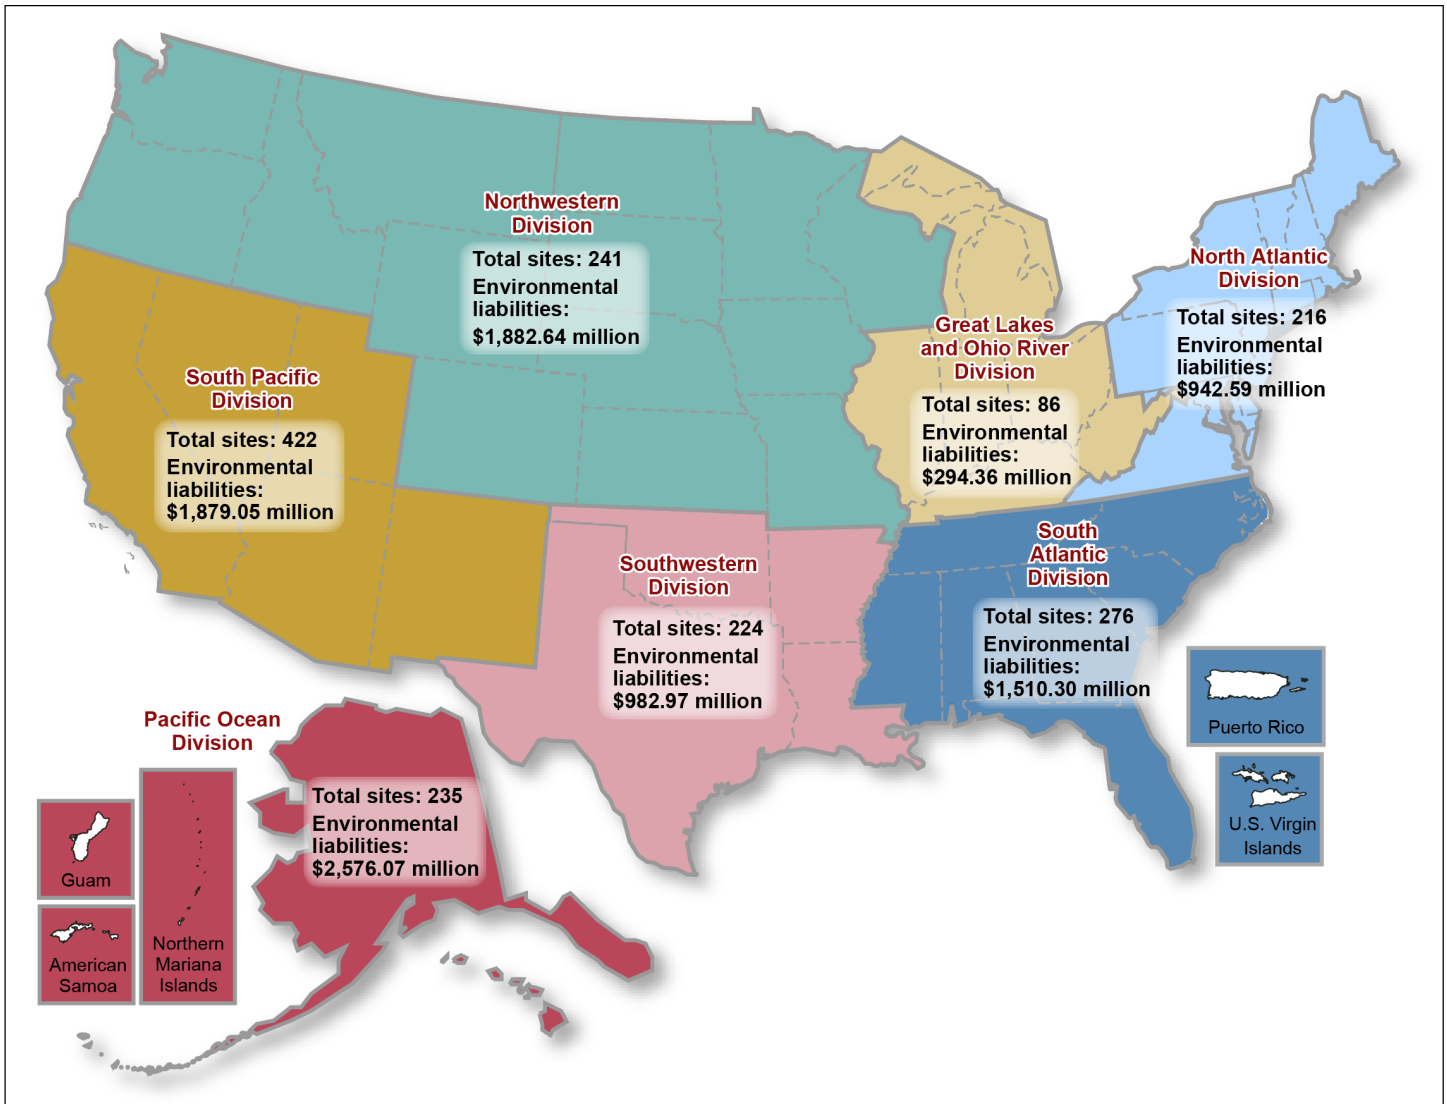 Northwestern
Division
Total sites: 241
Environmental
liabilities:
$1,882.64 million
North Atlantic
Division
Total sites: 216
Environmental
liabilities:
$942.59 million
Great Lakes
and Ohio River
Division
Total sites: 86
Environmental
liabilities:
$294.36 million
South Pacific
Division
Total sites: 422
Environmental
liabilities:
$1,879.05 million
Southwestern
Division
Total sites: 224
Environmental
liabilities:
$982.97 million
South
Atlantic
Division
Total sites: 276
Environmental
liabilities:
$1,510.30 million
Puerto Rico
U.S. Virgin
Islands
Pacific Ocean
Division
Total sites: 235
Environmental
liabilities:
$2,576.07 million
Guam
American
Samoa
Northern
Mariana
Islands